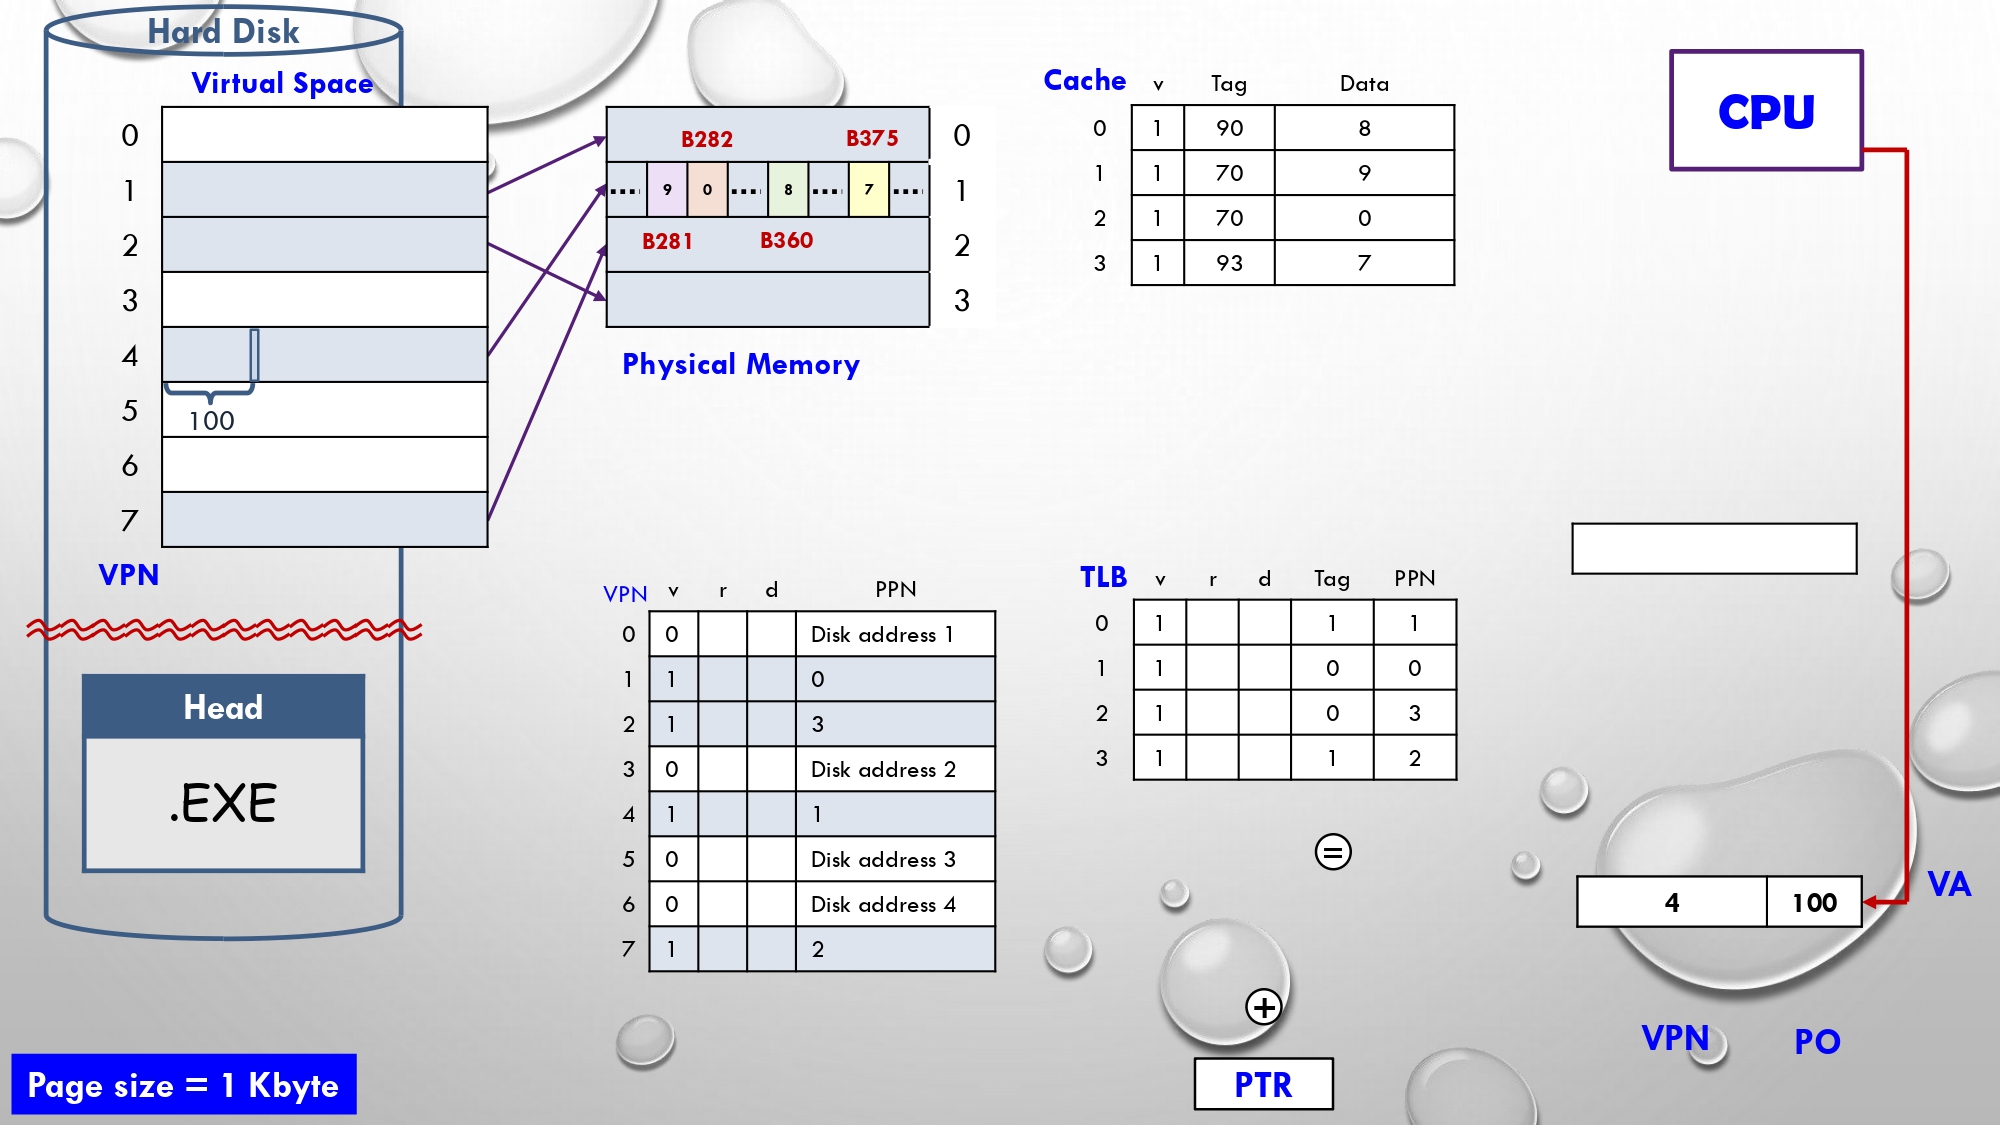 Hard Disk
Virtual Space
0
1
2
3
4
100
5
6
7
VPN
Head
.EXE
Page size = 1 Kbyte
B282 B375
0
.... 9 0 .... 8 .... 7 ....
1
B281 B360
2
3
Physical Memory
Cache v Tag Data
0 1 90 8
1 1 70 9
2 1 70 0
3 1 93 7
CPU
VPN v r d PPN
0 0 Disk address 1
1 1 0
2 1 3
3 0 Disk address 2
4 1 1
5 0 Disk address 3
6 0 Disk address 4
7 1 2
TLB v r d Tag PPN
0 1 1 1
1 1 0 0
2 1 0 3
3 1 1 2
=
+
PTR
VA
4 100
VPN PO